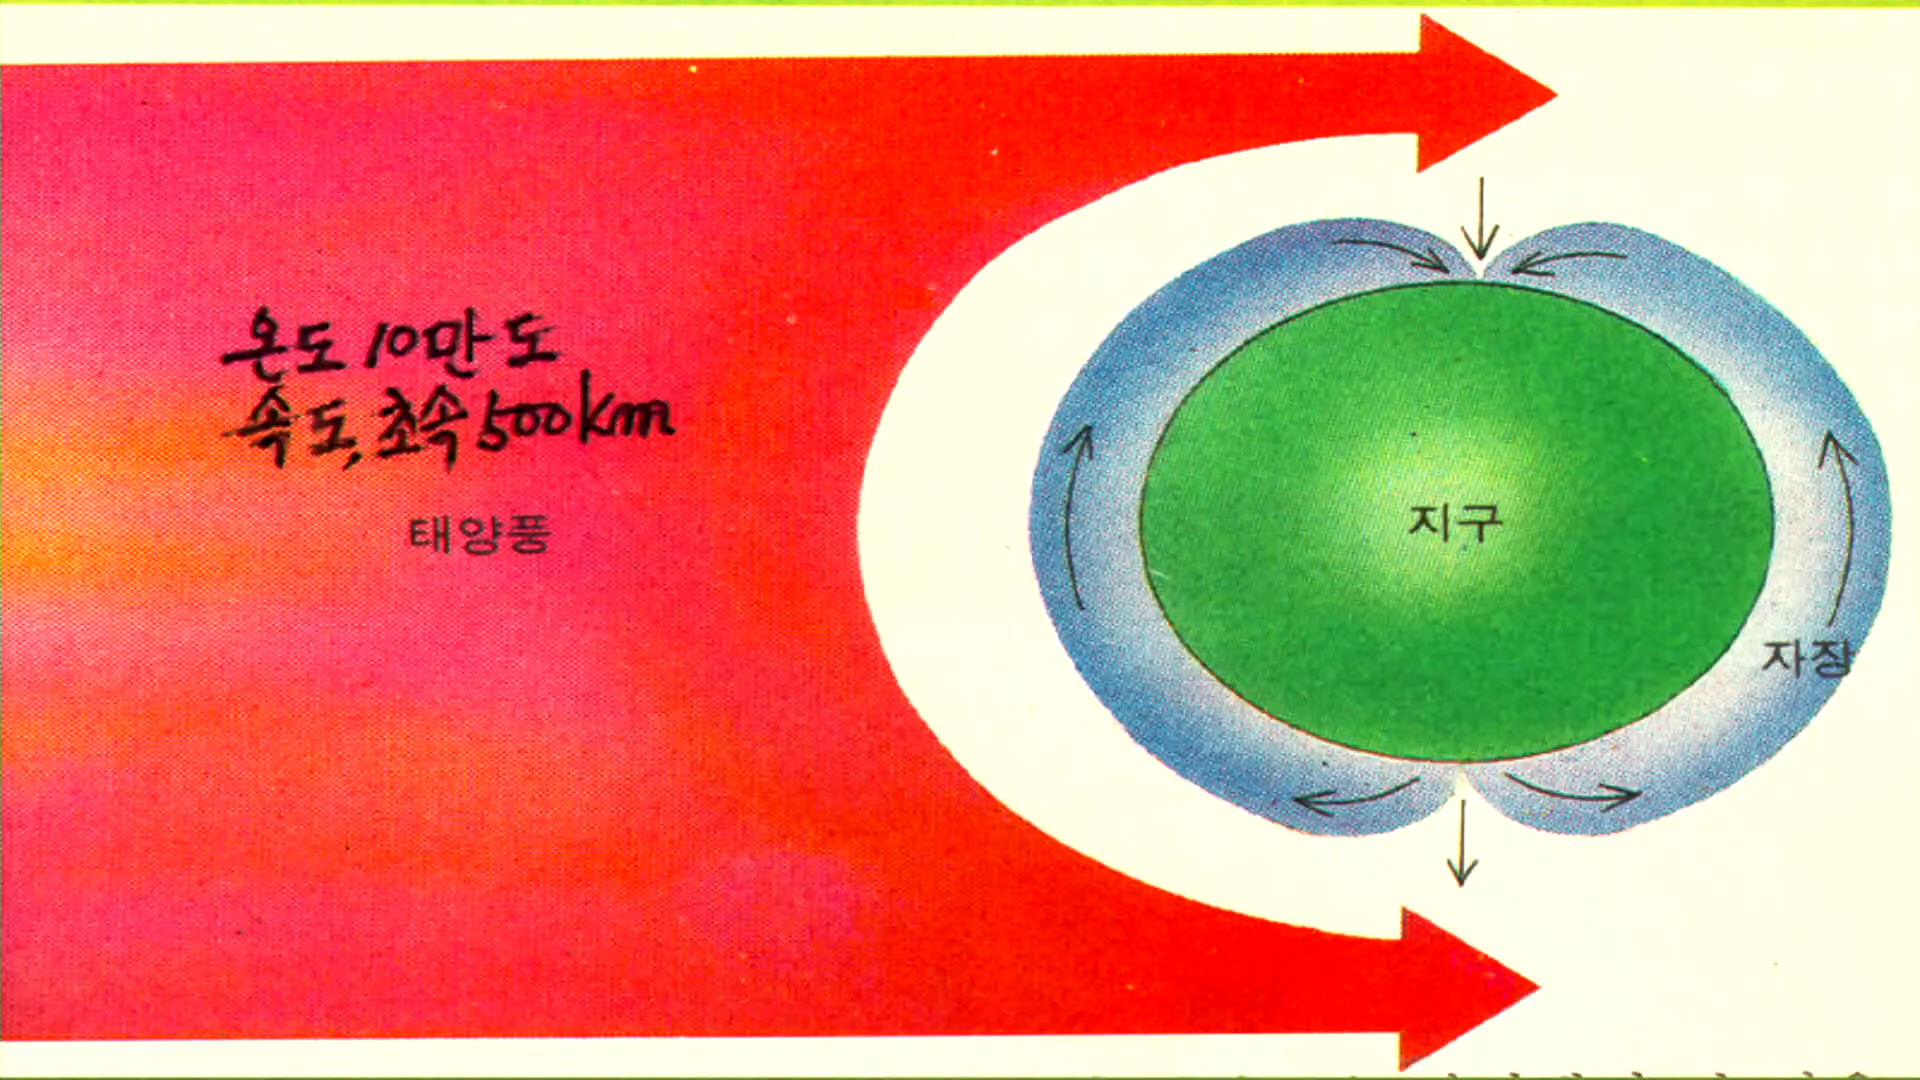 온도 10만도
속도, 초속 500km
태양풍
지구
자장